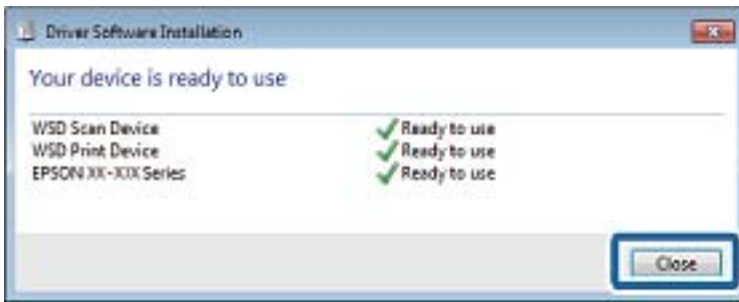 Driver Software Installation
Your device is ready to use
WSD Scan Device Ready to use
WSD Print Device Ready to use
EPSON XX-XXX Series Ready to use
Close